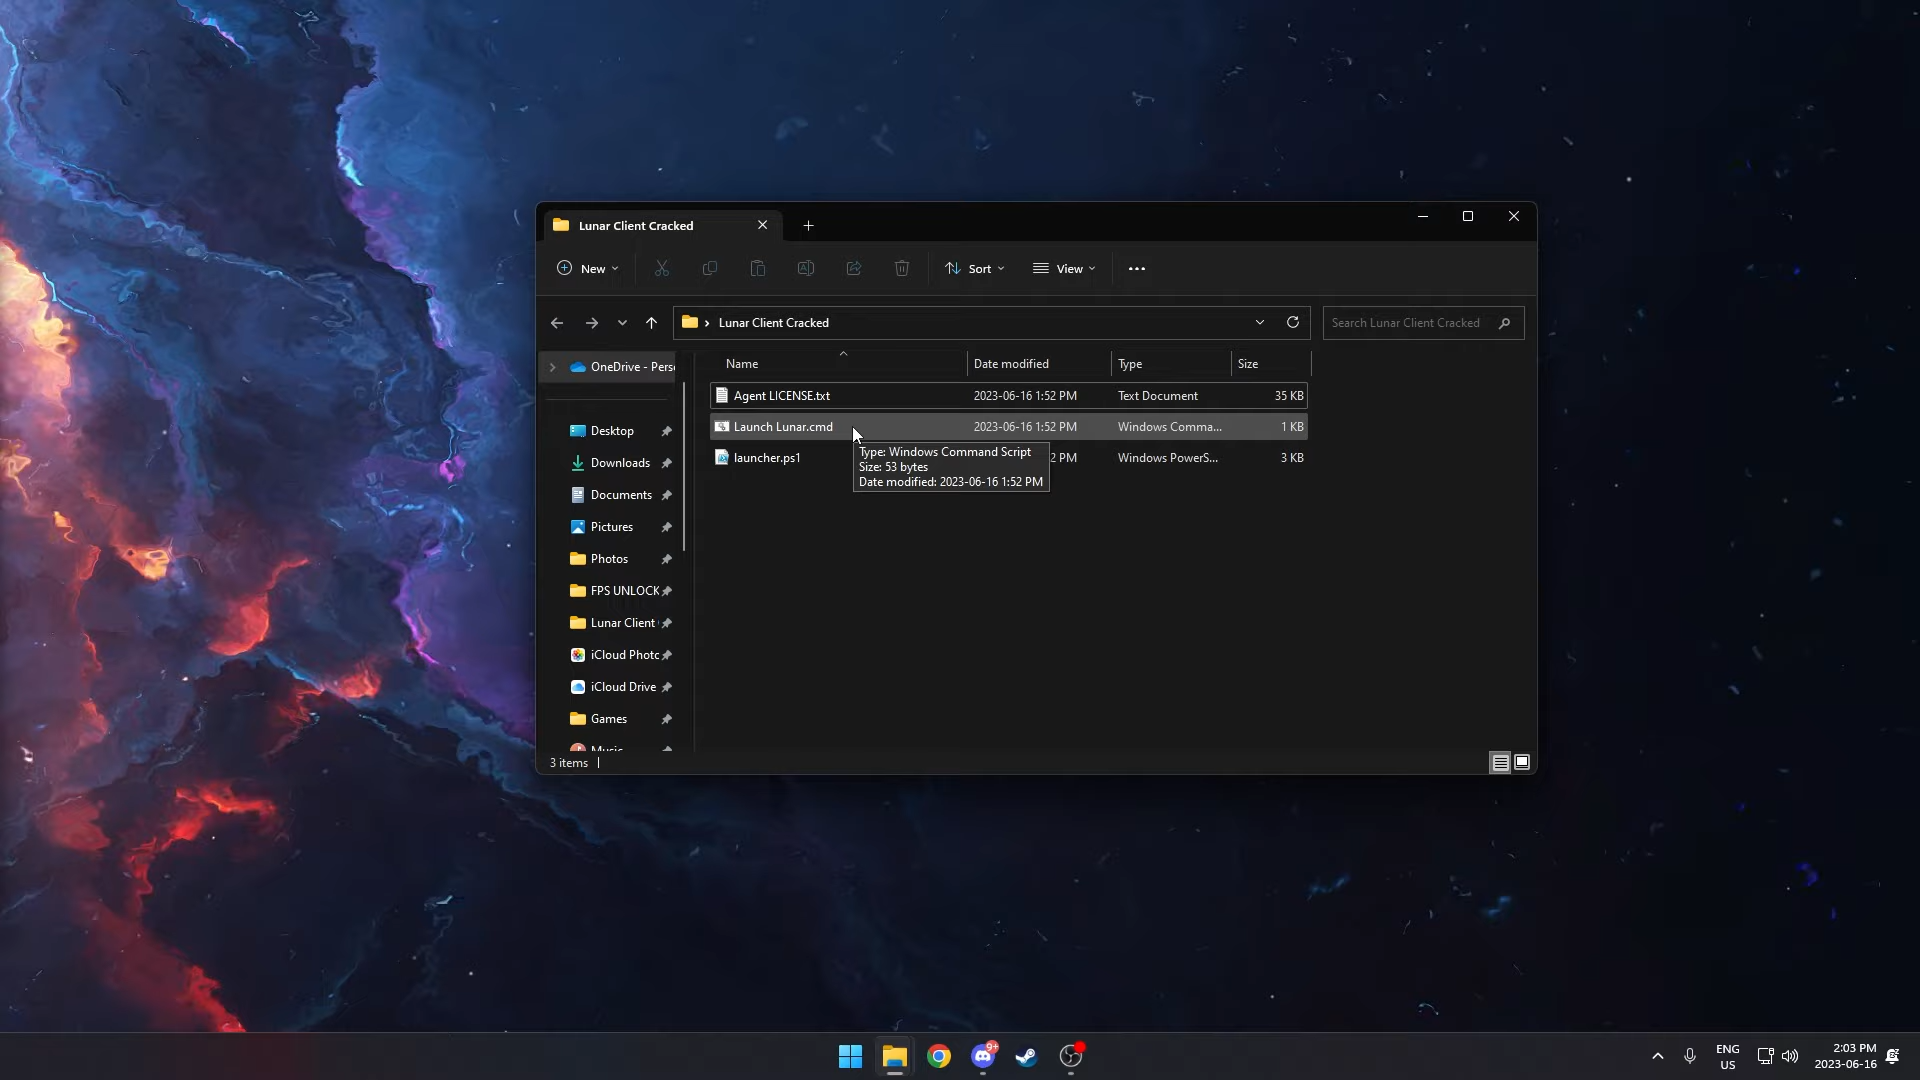 Lunar Client Cracked
New
Sort
View
Lunar Client Cracked
Search Lunar Client Cracked
OneDrive - Pers
Name
Date modified
Type
Size
Agent LICENSE.txt
2023-06-16 1:52 PM
Text Document
35 KB
Launch Lunar.cmd
2023-06-16 1:52 PM
Windows Comma...
1 KB
launcher.ps1
2 PM
Windows PowerS...
3 KB
Type: Windows Command Script
Size: 53 bytes
Date modified: 2023-06-16 1:52 PM
Desktop
Downloads
Documents
Pictures
Photos
FPS UNLOCK
Lunar Client
iCloud Photo
iCloud Drive
Games
3 items
9+
ENG
US
2:03 PM
2023-06-16